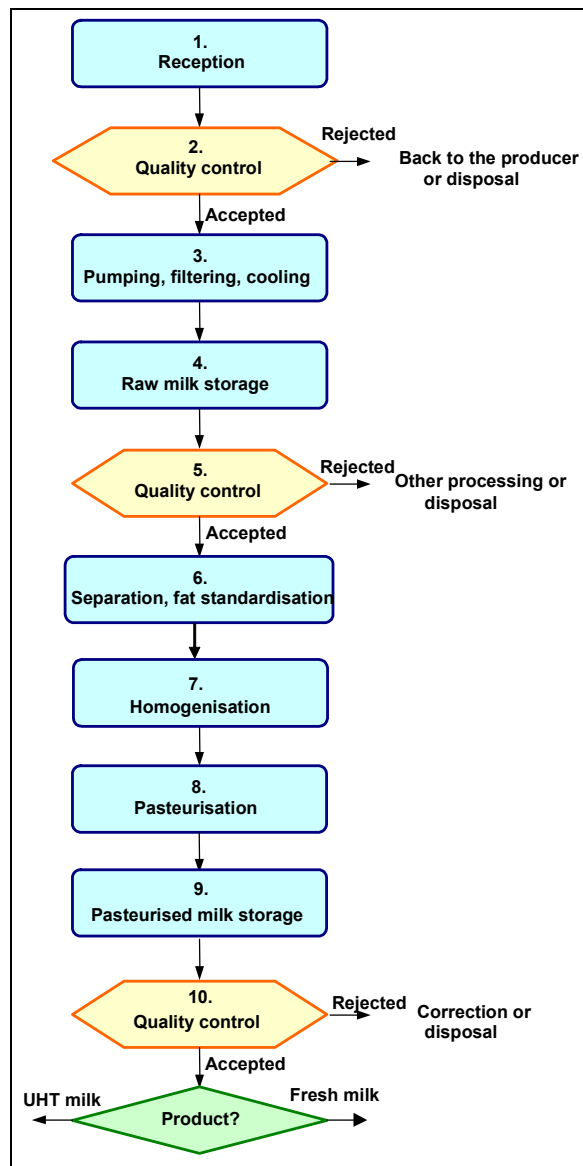 1.
Reception
2.
Quality control
Rejected
Back to the producer
or disposal
Accepted
3.
Pumping, filtering, cooling
4.
Raw milk storage
5.
Quality control
Rejected
Other processing or
disposal
Accepted
6.
Separation, fat standardisation
7.
Homogenisation
8.
Pasteurisation
9.
Pasteurised milk storage
10.
Quality control
Rejected
Correction or
disposal
Accepted
UHT milk
Product?
Fresh milk